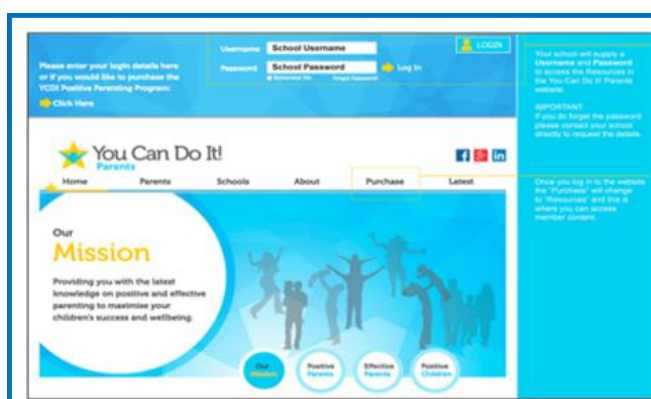 Please enter your login details here
or if you would like to purchase the
YCDI Positive Parenting Program:
Click Here
Username School Username
Password School Password Log In
Remember Me Forgot Password?
LOGIN
You Can Do It!
Parents
Home Parents Schools About Purchase Latest
Our
Mission
Providing you with the latest
knowledge on positive and effective
parenting to maximise your
children's success and wellbeing.
Our
Mission
Positive
Parents
Effective
Parents
Positive
Children
Your school will supply a
Username and Password
to access the Resources in
the You Can Do It! Parents
website
IMPORTANT:
If you do forget the password
please contact your school
directly to request the details.
Once you log in to the website
the "Purchase" will change
to "Resources" and this is
where you can access
member content.